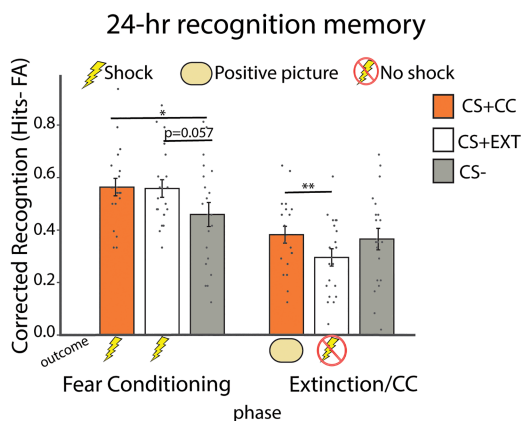 24-hr recognition memory
Shock
Positive picture
No shock
Corrected Recogntion (Hits- FA)
0.8
0.6
0.4
0.2
0.0
*
p=0.057
**
CS+CC
CS+EXT
CS-
outcome
Fear Conditioning
Extinction/CC
phase